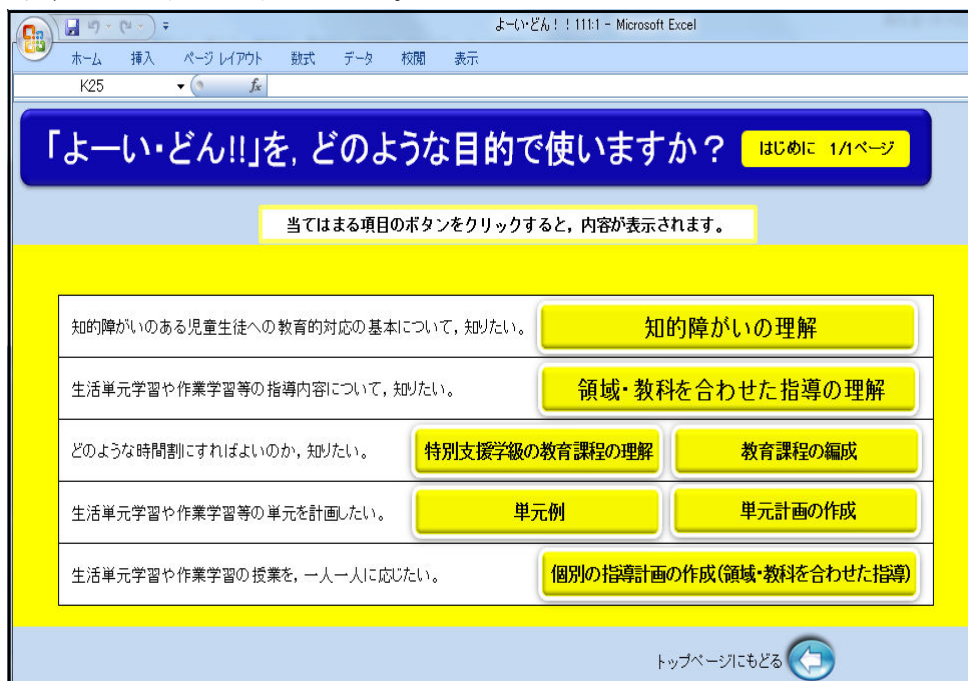 よーい・どん！！111:1 - Microsoft Excel
ホーム 挿入 ページ レイアウト 数式 データ 校閲 表示
K25 fx
「よーい・どん!!」を, どのような目的で使いますか？ はじめに 1/1ページ
当てはまる項目のボタンをクリックすると, 内容が表示されます。
知的障がいのある児童生徒への教育的対応の基本について, 知りたい。 知的障がいの理解
生活単元学習や作業学習等の指導内容について, 知りたい。 領域・教科を合わせた指導の理解
どのような時間割にすればよいのか, 知りたい。 特別支援学級の教育課程の理解 教育課程の編成
生活単元学習や作業学習等の単元を計画したい。 単元例 単元計画の作成
生活単元学習や作業学習の授業を, 一人一人に応じたい。 個別の指導計画の作成(領域・教科を合わせた指導)
トップページにもどる